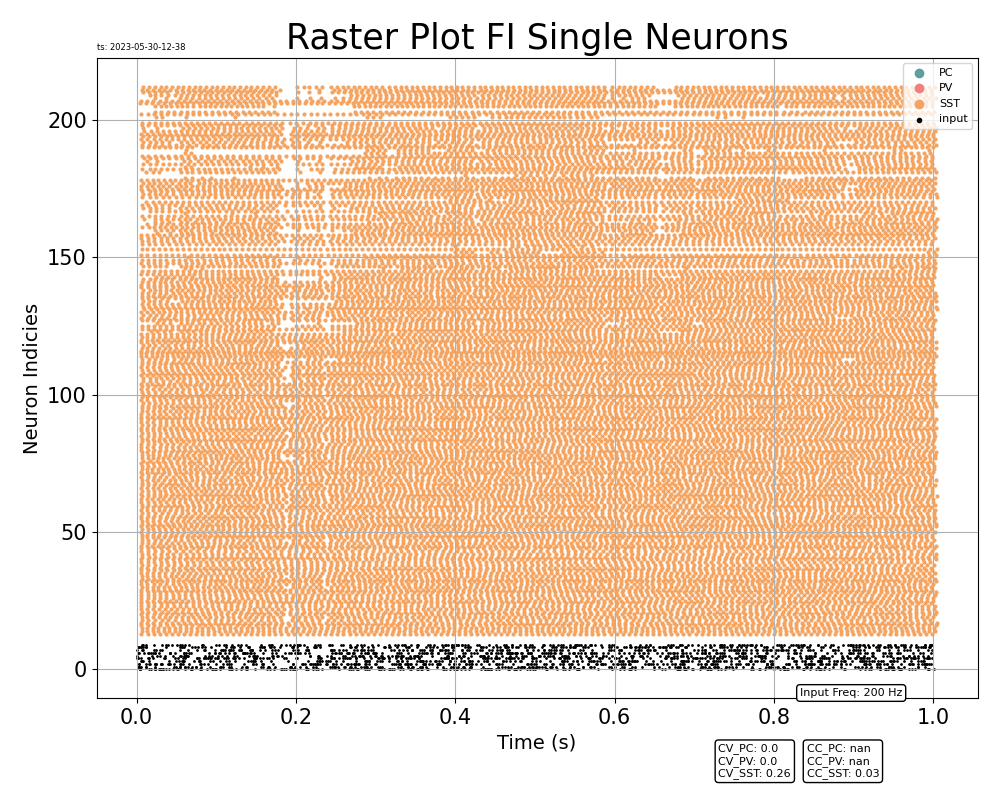 Raster Plot FI Single Neurons
ts: 2023-05-30-12-38
PC
PV
SST
input
Neuron Indicies
200
150
100
50
0
0.0 0.2 0.4 0.6 0.8 1.0
Input Freq: 200 Hz
Time (s)
CV_PC: 0.0
CV_PV: 0.0
CV_SST: 0.26
CC_PC: nan
CC_PV: nan
CC_SST: 0.03